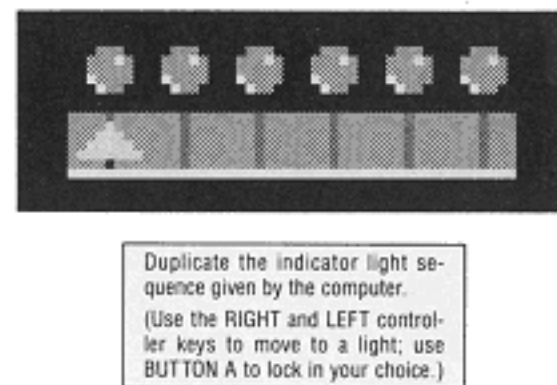 Duplicate the indicator light se-
quence given by the computer.
(Use the RIGHT and LEFT control-
ler keys to move to a light; use
BUTTON A to lock in your choice.)